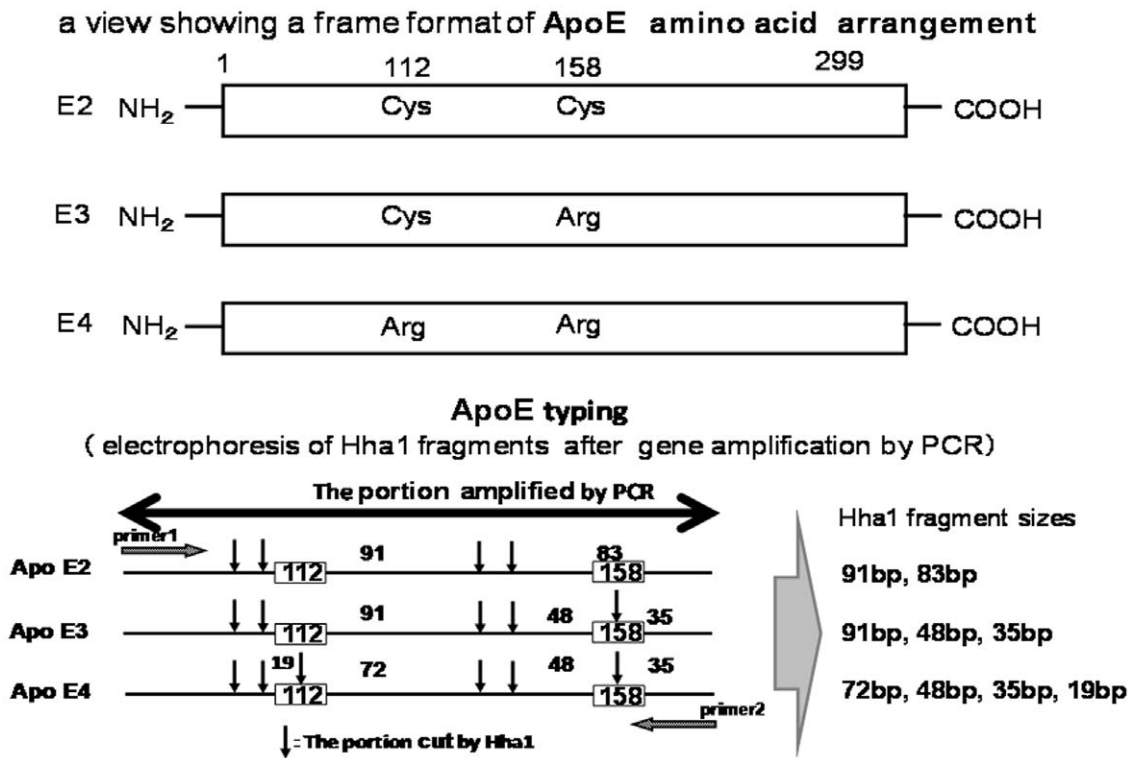 a view showing a frame format of ApoE amino acid arrangement
1 112 158 299
E2 NH2 Cys Cys COOH
E3 NH2 Cys Arg COOH
E4 NH2 Arg Arg COOH
ApoE typing
( electrophoresis of Hha1 fragments after gene amplification by PCR)
The portion amplified by PCR
primer1
Hha1 fragment sizes
91 83
Apo E2 112 158 91bp, 83bp
91 48 35
Apo E3 112 158 91bp, 48bp, 35bp
19 72 48 35
Apo E4 112 158 72bp, 48bp, 35bp, 19bp
primer2
= The portion cut by Hha1